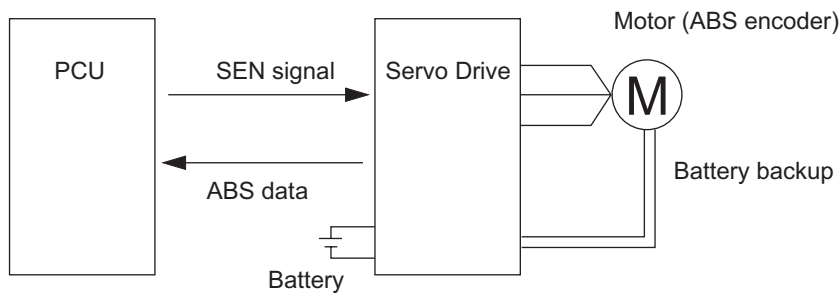 Motor (ABS encoder)
PCU
SEN signal
Servo Drive
M
ABS data
Battery backup
Battery